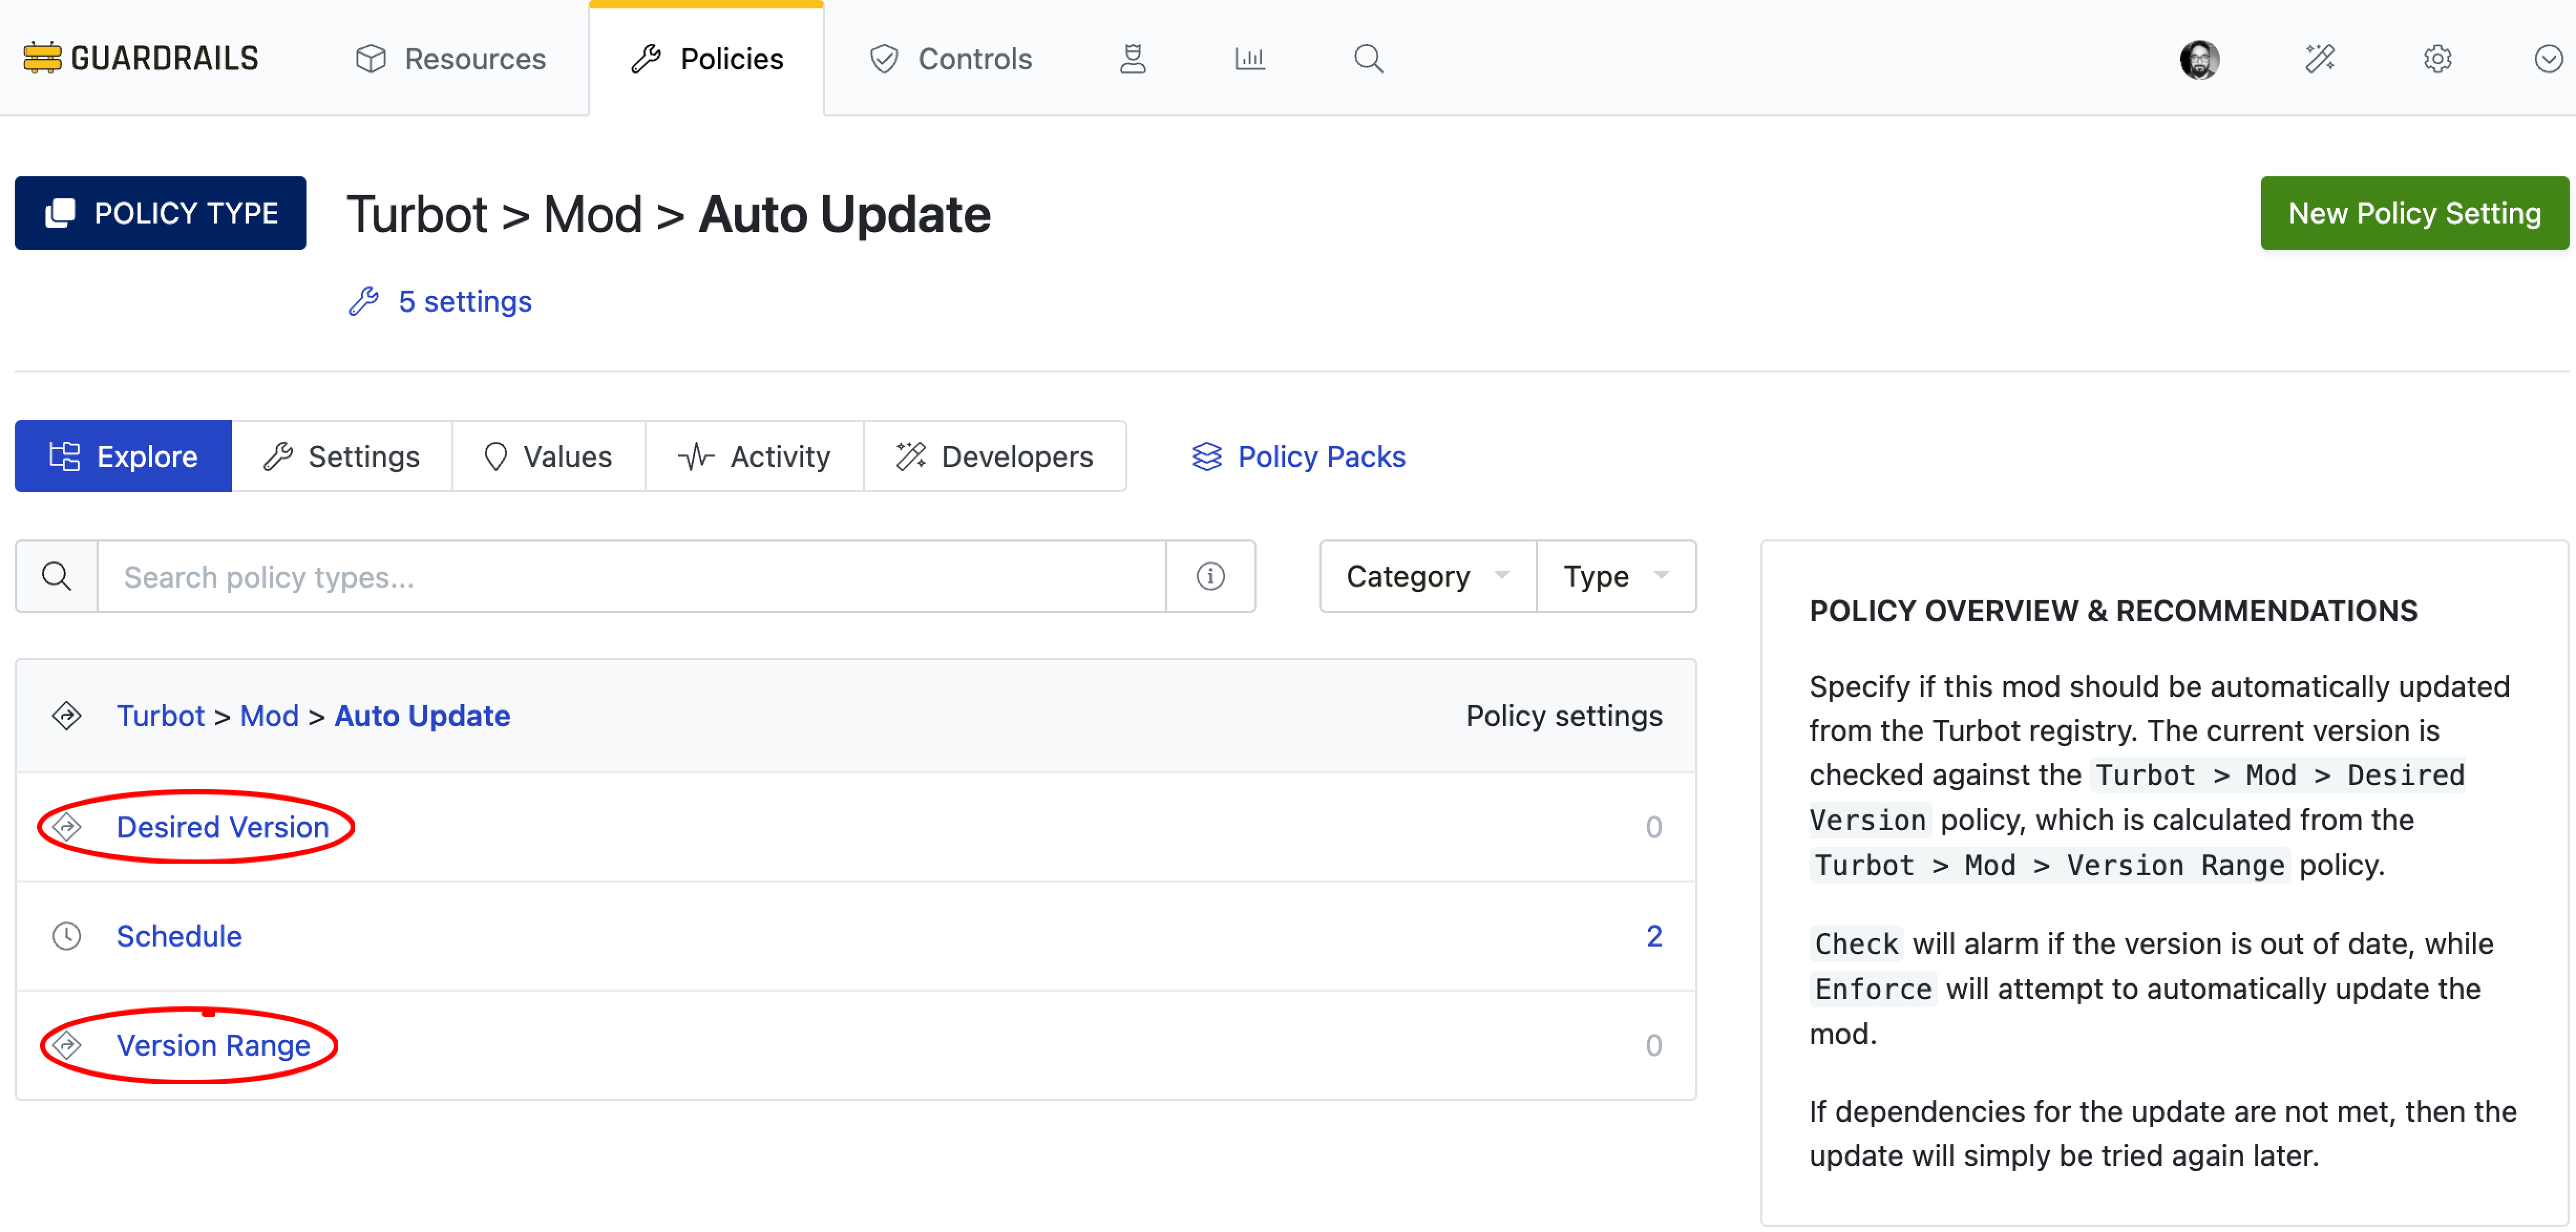 GUARDRAILS
Resources
Policies
Controls
POLICY TYPE
Turbot > Mod > Auto Update
New Policy Setting
5 settings
Explore
Settings
Values
Activity
Developers
Policy Packs
Search policy types...
Category
Type
Turbot > Mod > Auto Update
Policy settings
Desired Version
0
Schedule
2
Version Range
0
POLICY OVERVIEW & RECOMMENDATIONS
Specify if this mod should be automatically updated
from the Turbot registry. The current version is
checked against the Turbot > Mod > Desired
Version policy, which is calculated from the
Turbot > Mod > Version Range policy.
Check will alarm if the version is out of date, while
Enforce will attempt to automatically update the
mod.
If dependencies for the update are not met, then the
update will simply be tried again later.